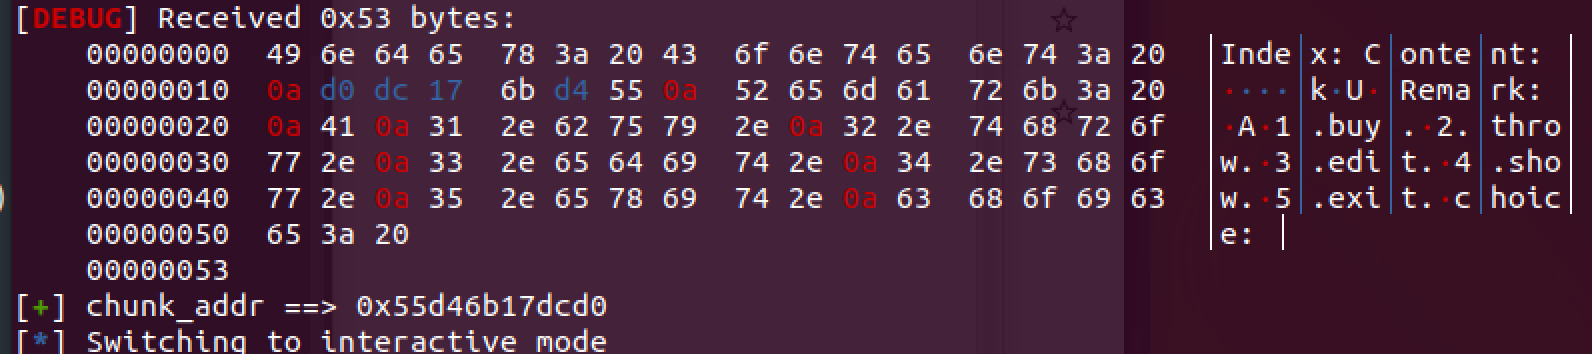 [DEBUG] Received 0x53 bytes:
00000000  49 6e 64 65  78 3a 20 43  6f 6e 74 65  6e 74 3a 20  │Inde│x: C│onte│nt: │
00000010  0a d0 dc 17  6b d4 55 0a  52 65 6d 61  72 6b 3a 20  │····│k·U·│Rema│rk: │
00000020  0a 41 0a 31  2e 62 75 79  2e 0a 32 2e  74 68 72 6f  │·A·1│.buy│.·2.│thro│
00000030  77 2e 0a 33  2e 65 64 69  74 2e 0a 34  2e 73 68 6f  │w.·3│.edi│t.·4│.sho│
00000040  77 2e 0a 35  2e 65 78 69  74 2e 0a 63  68 6f 69 63  │w.·5│.exi│t.·c│hoic│
00000050  65 3a 20  │e: │
00000053
[+] chunk_addr ==> 0x55d46b17dcd0
[*] Switching to interactive mode